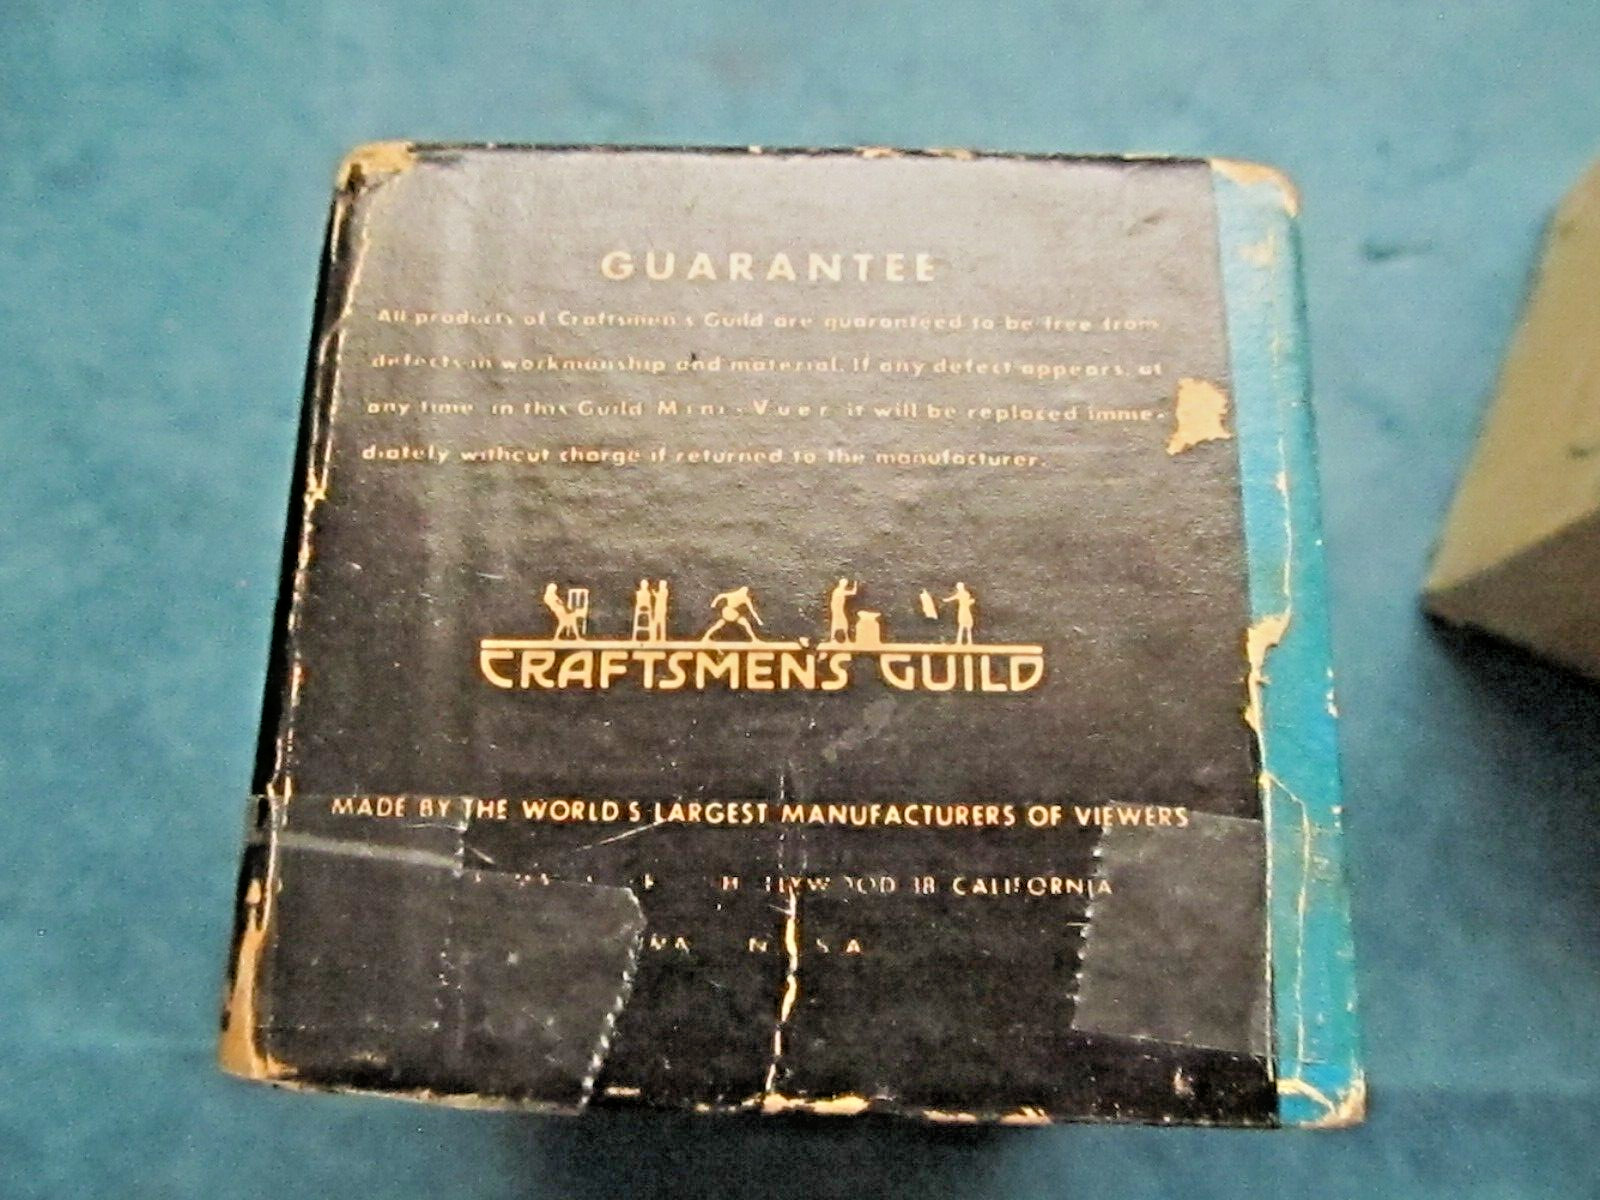 GUARANTEE
All products of Craftsmen's Guild are guaranteed to be free from
defects in workmanship and material. If any defect appears, at
any time in this Guild Mini-Vuer it will be replaced imme-
diately without charge if returned to the manufacturer.
CRAFTSMEN'S GUILD
MADE BY THE WORLD'S LARGEST MANUFACTURERS OF VIEWERS
HOLLYWOOD 38 CALIFORNIA